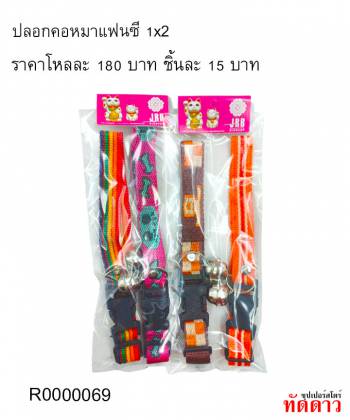 ปลอกคอหมาแฟนซี 1x2
ราคาโหลละ 180 บาท ชิ้นละ 15 บาท
JRR
R0000069
ซุปเปอร์สโตร์
ทัดดาว